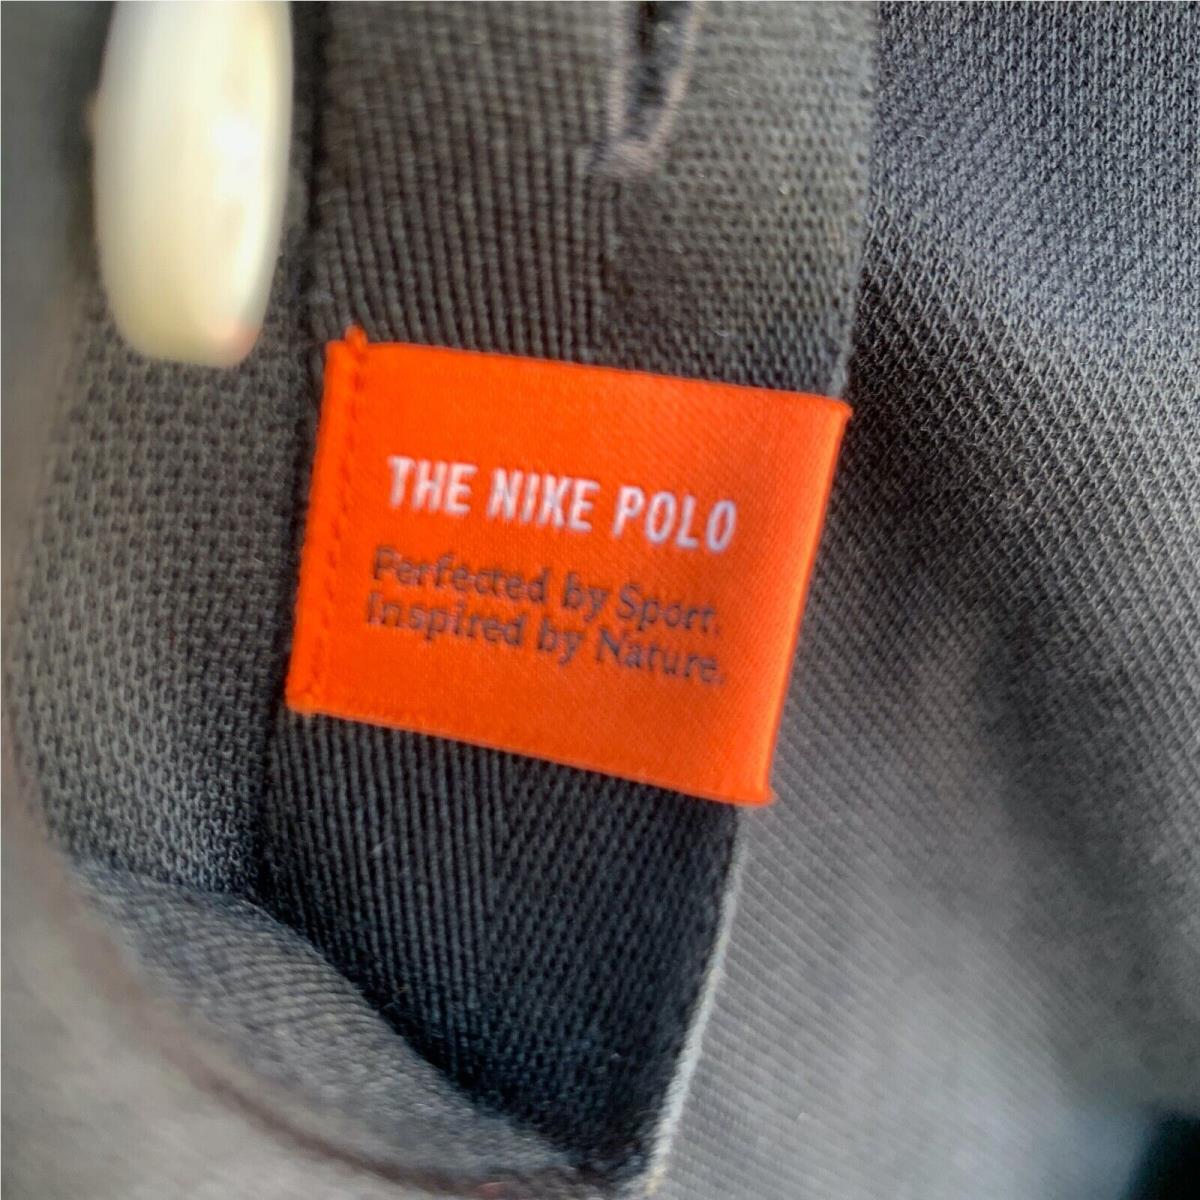 THE NIKE POLO
Perfected by Sport.
Inspired by Nature.